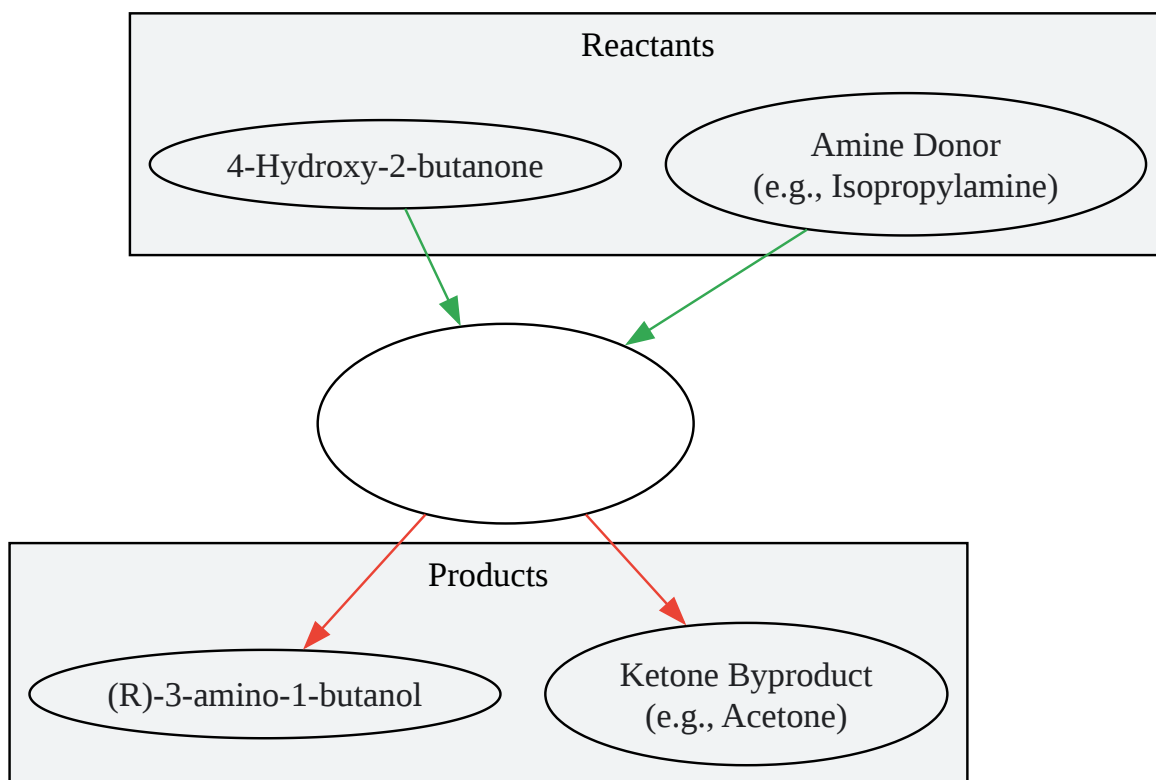 Reactants
4-Hydroxy-2-butanone
Amine Donor
(e.g., Isopropylamine)
Products
(R)-3-amino-1-butanol
Ketone Byproduct
(e.g., Acetone)